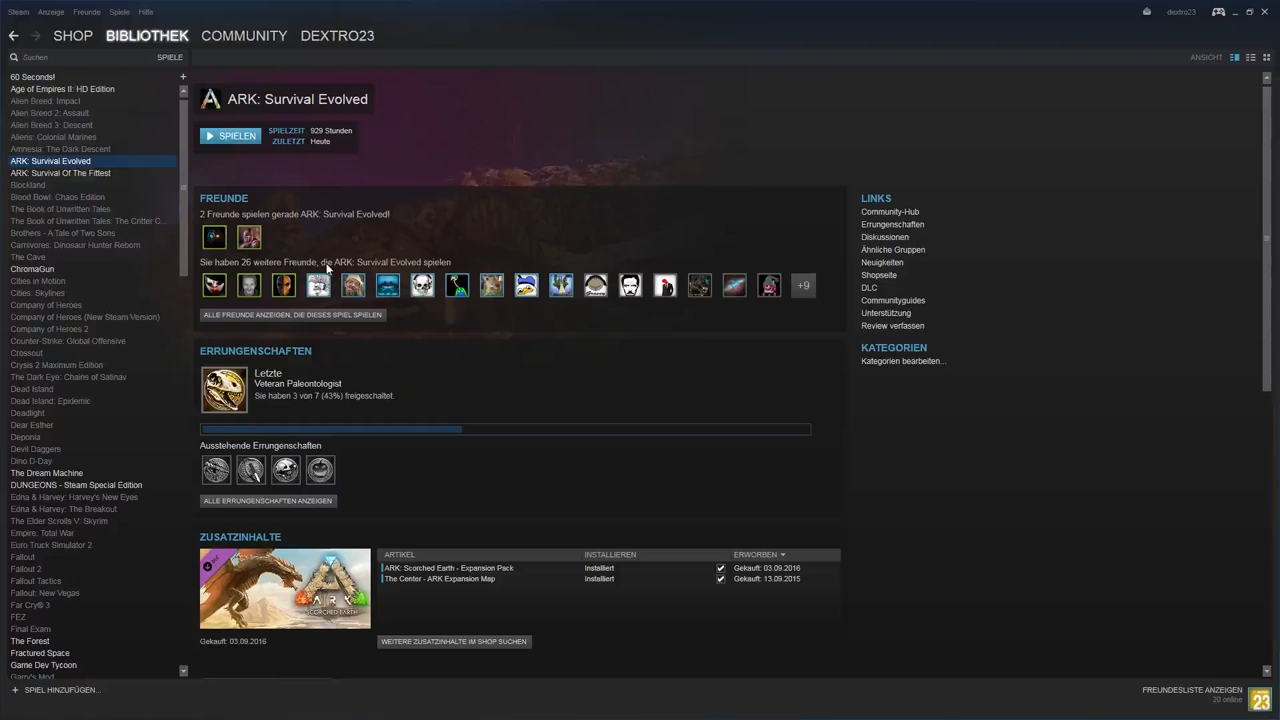 Steam Anzeige Freunde Spiele Hilfe
dextro23
SHOP BIBLIOTHEK COMMUNITY DEXTRO23
Suchen SPIELE
ANSICHT
60 Seconds!
Age of Empires II: HD Edition
Alien Breed: Impact
Alien Breed 2: Assault
Alien Breed 3: Descent
Aliens: Colonial Marines
Amnesia: The Dark Descent
ARK: Survival Evolved
ARK: Survival Of The Fittest
Blockland
Blood Bowl: Chaos Edition
The Book of Unwritten Tales
The Book of Unwritten Tales: The Critter C...
Brothers - A Tale of Two Sons
Carnivores: Dinosaur Hunter Reborn
The Cave
ChromaGun
Cities in Motion
Cities: Skylines
Company of Heroes
Company of Heroes (New Steam Version)
Company of Heroes 2
Counter-Strike: Global Offensive
Crossout
Crysis 2 Maximum Edition
The Dark Eye: Chains of Satinav
Dead Island
Dead Island: Epidemic
Deadlight
Dear Esther
Deponia
Devil Daggers
Dino D-Day
The Dream Machine
DUNGEONS - Steam Special Edition
Edna & Harvey: Harvey's New Eyes
Edna & Harvey: The Breakout
The Elder Scrolls V: Skyrim
Empire: Total War
Euro Truck Simulator 2
Fallout
Fallout 2
Fallout Tactics
Fallout: New Vegas
Far Cry® 3
FEZ
Final Exam
The Forest
Fractured Space
Game Dev Tycoon
Garry's Mod
+ SPIEL HINZUFÜGEN...
ARK: Survival Evolved
SPIELEN
SPIELZEIT 929 Stunden
ZULETZT Heute
FREUNDE
2 Freunde spielen gerade ARK: Survival Evolved!
Sie haben 26 weitere Freunde, die ARK: Survival Evolved spielen
+9
ALLE FREUNDE ANZEIGEN, DIE DIESES SPIEL SPIELEN
ERRUNGENSCHAFTEN
Letzte
Veteran Paleontologist
Sie haben 3 von 7 (43%) freigeschaltet.
Ausstehende Errungenschaften
ALLE ERRUNGENSCHAFTEN ANZEIGEN
ZUSATZINHALTE
ARK
SCORCHED EARTH
Gekauft: 03.09.2016
ARTIKEL INSTALLIEREN ERWORBEN
ARK: Scorched Earth - Expansion Pack Installiert Gekauft: 03.09.2016
The Center - ARK Expansion Map Installiert Gekauft: 13.09.2015
WEITERE ZUSATZINHALTE IM SHOP SUCHEN
LINKS
Community-Hub
Errungenschaften
Diskussionen
Ähnliche Gruppen
Neuigkeiten
Shopseite
DLC
Communityguides
Unterstützung
Review verfassen
KATEGORIEN
Kategorien bearbeiten...
FREUNDESLISTE ANZEIGEN
20 online
23